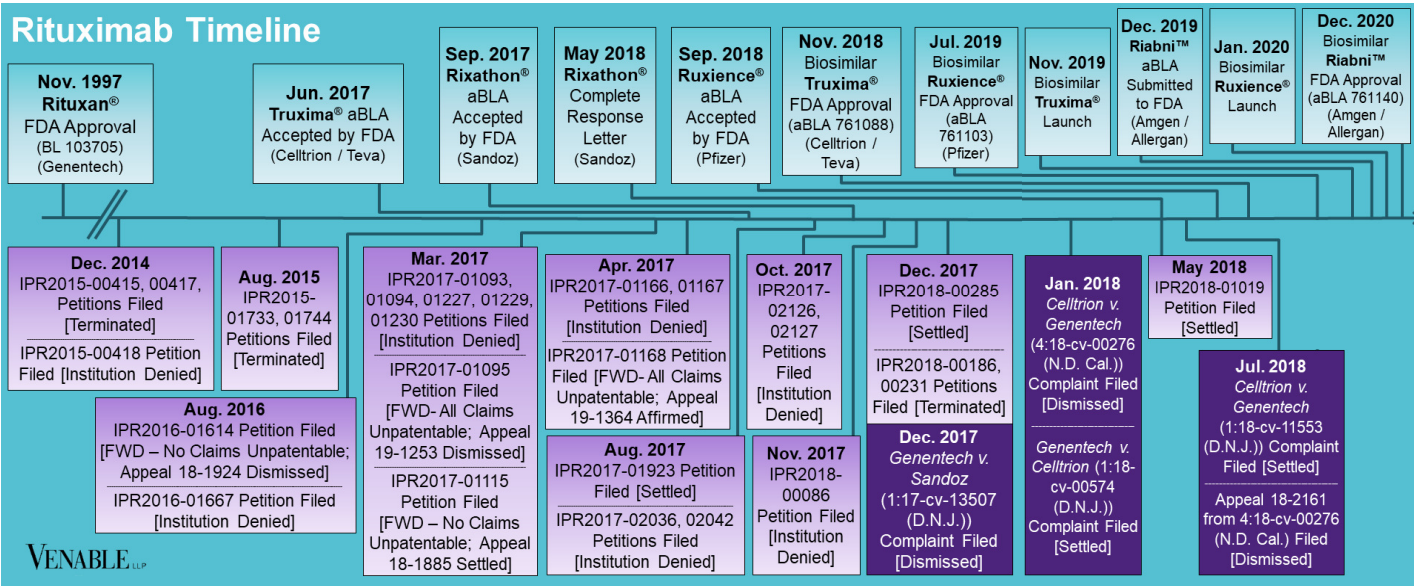 Rituximab Timeline
Nov. 1997
Rituxan®
FDA Approval
(BL 103705)
(Genentech)
Jun. 2017
Truxima® aBLA
Accepted by FDA
(Celltrion / Teva)
Sep. 2017
Rixathon®
aBLA
Accepted
by FDA
(Sandoz)
May 2018
Rixathon®
Complete
Response
Letter
(Sandoz)
Sep. 2018
Ruxience®
aBLA
Accepted
by FDA
(Pfizer)
Nov. 2018
Biosimilar
Truxima®
FDA Approval
(aBLA 761088)
(Celltrion /
Teva)
Jul. 2019
Biosimilar
Ruxience®
FDA Approval
(aBLA
761103)
(Pfizer)
Nov. 2019
Biosimilar
Truxima®
Launch
Dec. 2019
Riabni™
aBLA
Submitted
to FDA
(Amgen /
Allergan)
Jan. 2020
Biosimilar
Ruxience®
Launch
Dec. 2020
Biosimilar
Riabni™
FDA Approval
(aBLA 761140)
(Amgen /
Allergan)
Dec. 2014
IPR2015-00415, 00417,
Petitions Filed
[Terminated]
IPR2015-00418 Petition
Filed [Institution Denied]
Aug. 2015
IPR2015-
01733, 01744
Petitions Filed
[Terminated]
Aug. 2016
IPR2016-01614 Petition Filed
[FWD – No Claims Unpatentable;
Appeal 18-1924 Dismissed]
IPR2016-01667 Petition Filed
[Institution Denied]
Mar. 2017
IPR2017-01093,
01094, 01227, 01229,
01230 Petitions Filed
[Institution Denied]
IPR2017-01095
Petition Filed
[FWD- All Claims
Unpatentable; Appeal
19-1253 Dismissed]
IPR2017-01115
Petition Filed
[FWD – No Claims
Unpatentable; Appeal
18-1885 Settled]
Apr. 2017
IPR2017-01166, 01167
Petitions Filed
[Institution Denied]
IPR2017-01168 Petition
Filed [FWD- All Claims
Unpatentable; Appeal
19-1364 Affirmed]
Aug. 2017
IPR2017-01923 Petition
Filed [Settled]
IPR2017-02036, 02042
Petitions Filed
[Institution Denied]
Oct. 2017
IPR2017-
02126,
02127
Petitions
Filed
[Institution
Denied]
Nov. 2017
IPR2018-
00086
Petition Filed
[Institution
Denied]
Dec. 2017
IPR2018-00285
Petition Filed
[Settled]
IPR2018-00186,
00231 Petitions
Filed [Terminated]
Dec. 2017
Genentech v.
Sandoz
(1:17-cv-13507
(D.N.J.))
Complaint Filed
[Dismissed]
Jan. 2018
Celltrion v.
Genentech
(4:18-cv-00276
(N.D. Cal.))
Complaint Filed
[Dismissed]
Genentech v.
Celltrion (1:18-
cv-00574
(D.N.J.))
Complaint Filed
[Settled]
May 2018
IPR2018-01019
Petition Filed
[Settled]
Jul. 2018
Celltrion v.
Genentech
(1:18-cv-11553
(D.N.J.)) Complaint
Filed [Settled]
Appeal 18-2161
from 4:18-cv-00276
(N.D. Cal.) Filed
[Dismissed]
VENABLE LLP